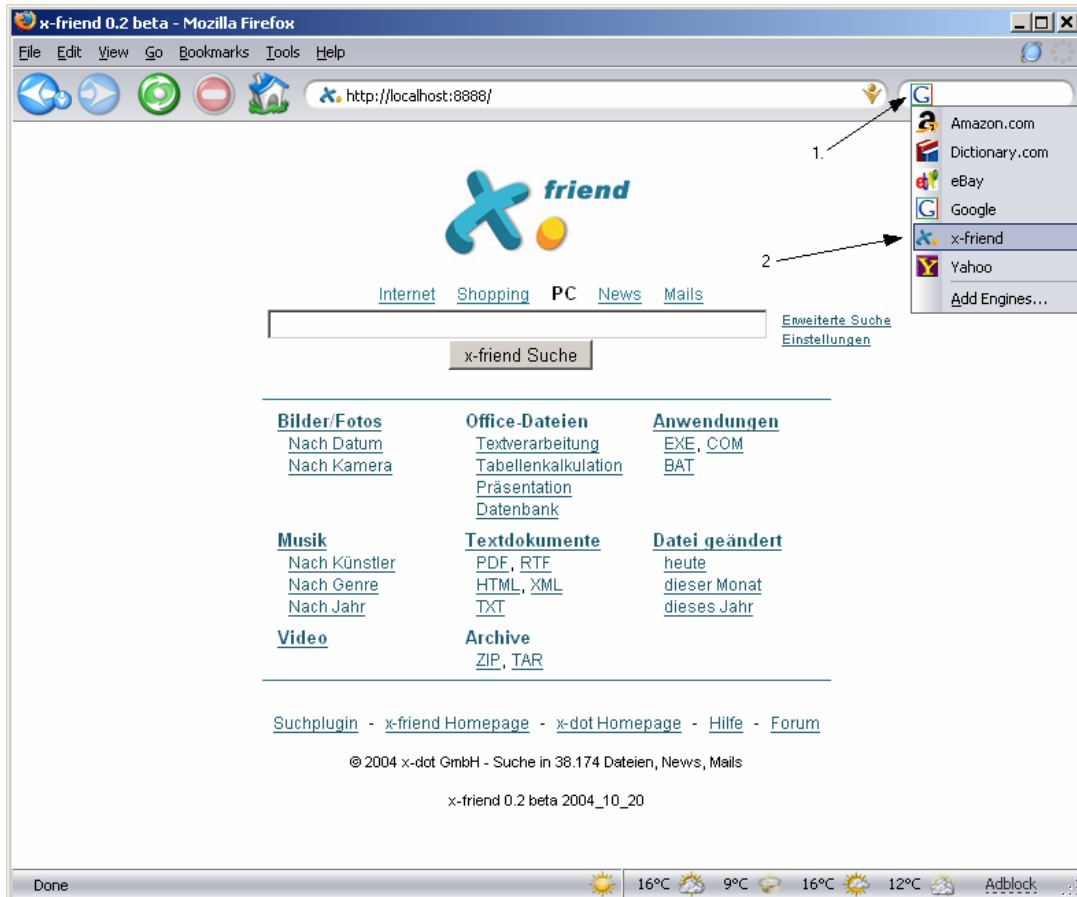 x-friend 0.2 beta - Mozilla Firefox
File Edit View Go Bookmarks Tools Help
http://localhost:8888/
G
1.
Amazon.com
Dictionary.com
eBay
Google
2
x-friend
Yahoo
Add Engines...
friend
Internet Shopping PC News Mails
Erweiterte Suche
Einstellungen
x-friend Suche
Bilder/Fotos Office-Dateien Anwendungen
Nach Datum Textverarbeitung EXE, COM
Nach Kamera Tabellenkalkulation BAT
Präsentation
Datenbank
Musik Textdokumente Datei geändert
Nach Künstler PDF, RTF heute
Nach Genre HTML, XML dieser Monat
Nach Jahr TXT dieses Jahr
Video Archive
ZIP, TAR
Suchplugin - x-friend Homepage - x-dot Homepage - Hilfe - Forum
© 2004 x-dot GmbH - Suche in 38.174 Dateien, News, Mails
x-friend 0.2 beta 2004_10_20
Done 16°C 9°C 16°C 12°C Adblock